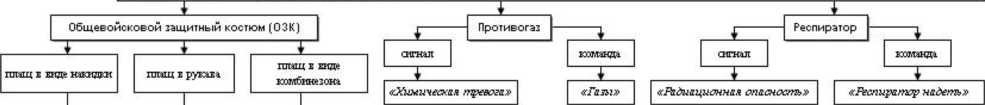 Общевойсковой защитный костюм (ОЗК)
Противогаз
Респиратор
плащ в виде накидки
плащ в рукава
плащ в виде
комбинезона
сигнал
команда
сигнал
команда
«Химическая тревога»
«Газы»
«Радиационная опасность»
«Респиратор надеть»